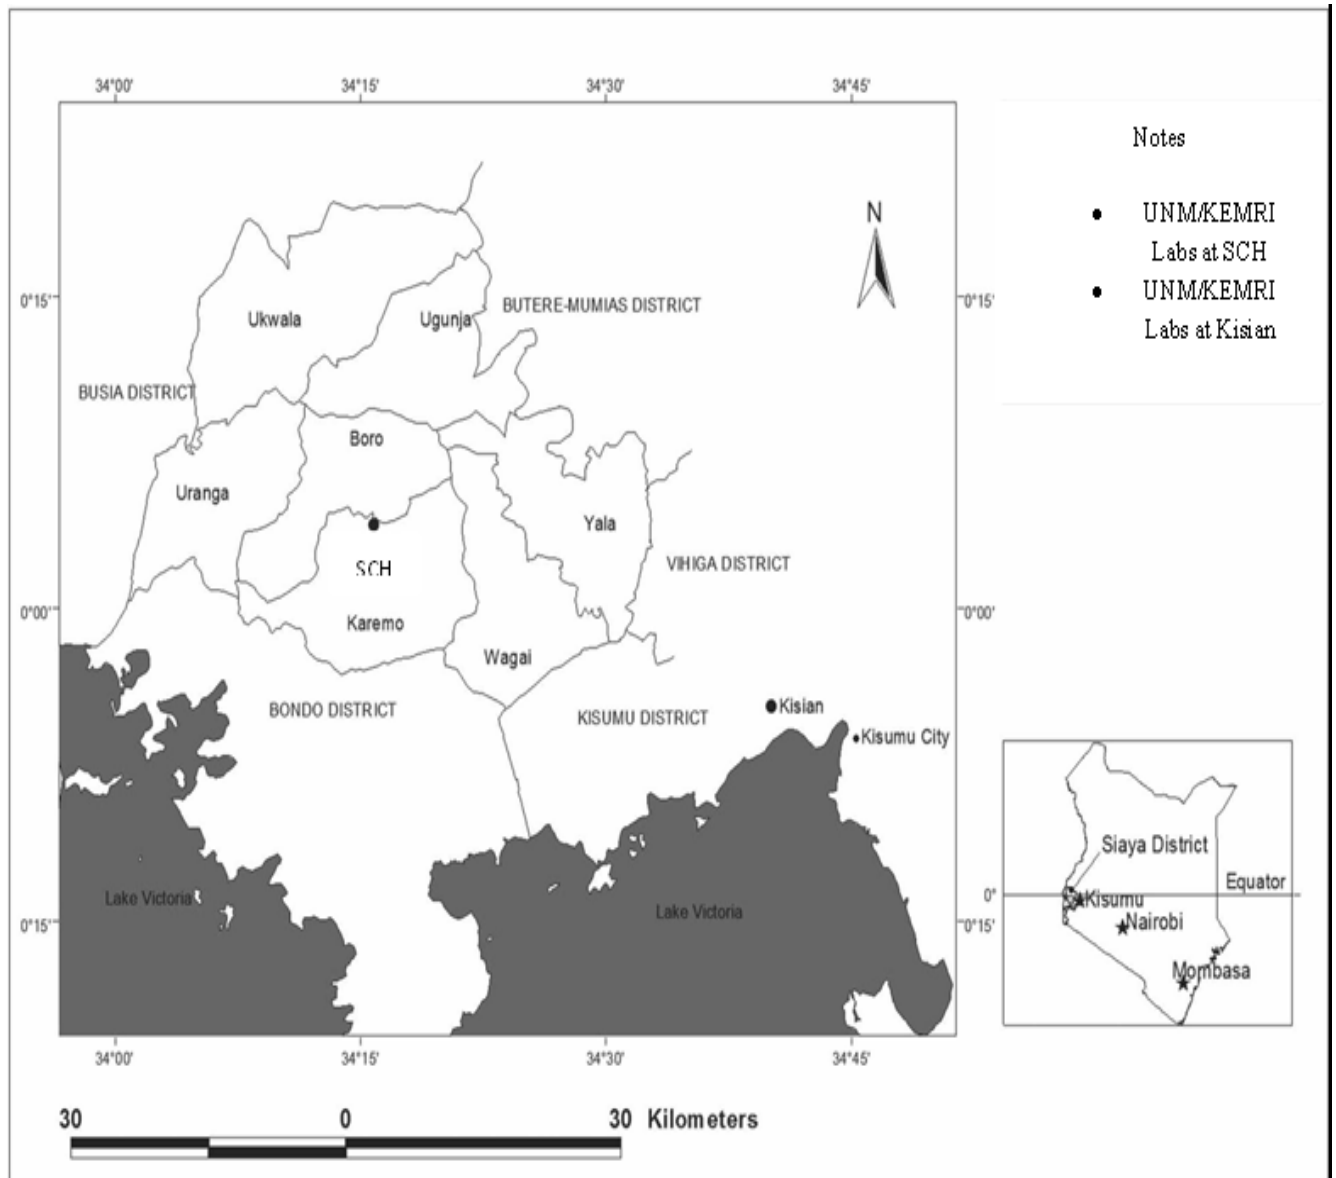 34°00' 34°15' 34°30' 34°45'
Notes
UNM/KEMRI
Labs at SCH
UNM/KEMRI
Labs at Kisian
N
0°15' 0°15'
BUTERE-MUMIAS DISTRICT
Ukwala Ugunja
BUSIA DISTRICT
Boro
Uranga
Yala
SCH
VIHIGA DISTRICT
0°00' 0°00'
Karemo
Wagai
BONDO DISTRICT
KISUMU DISTRICT
Kisian
Kisumu City
Lake Victoria
Lake Victoria
0°15' 0°15'
Siaya District
Equator
0°
Kisumu
Nairobi
Mombasa
34°00' 34°15' 34°30' 34°45'
30 0 30 Kilometers